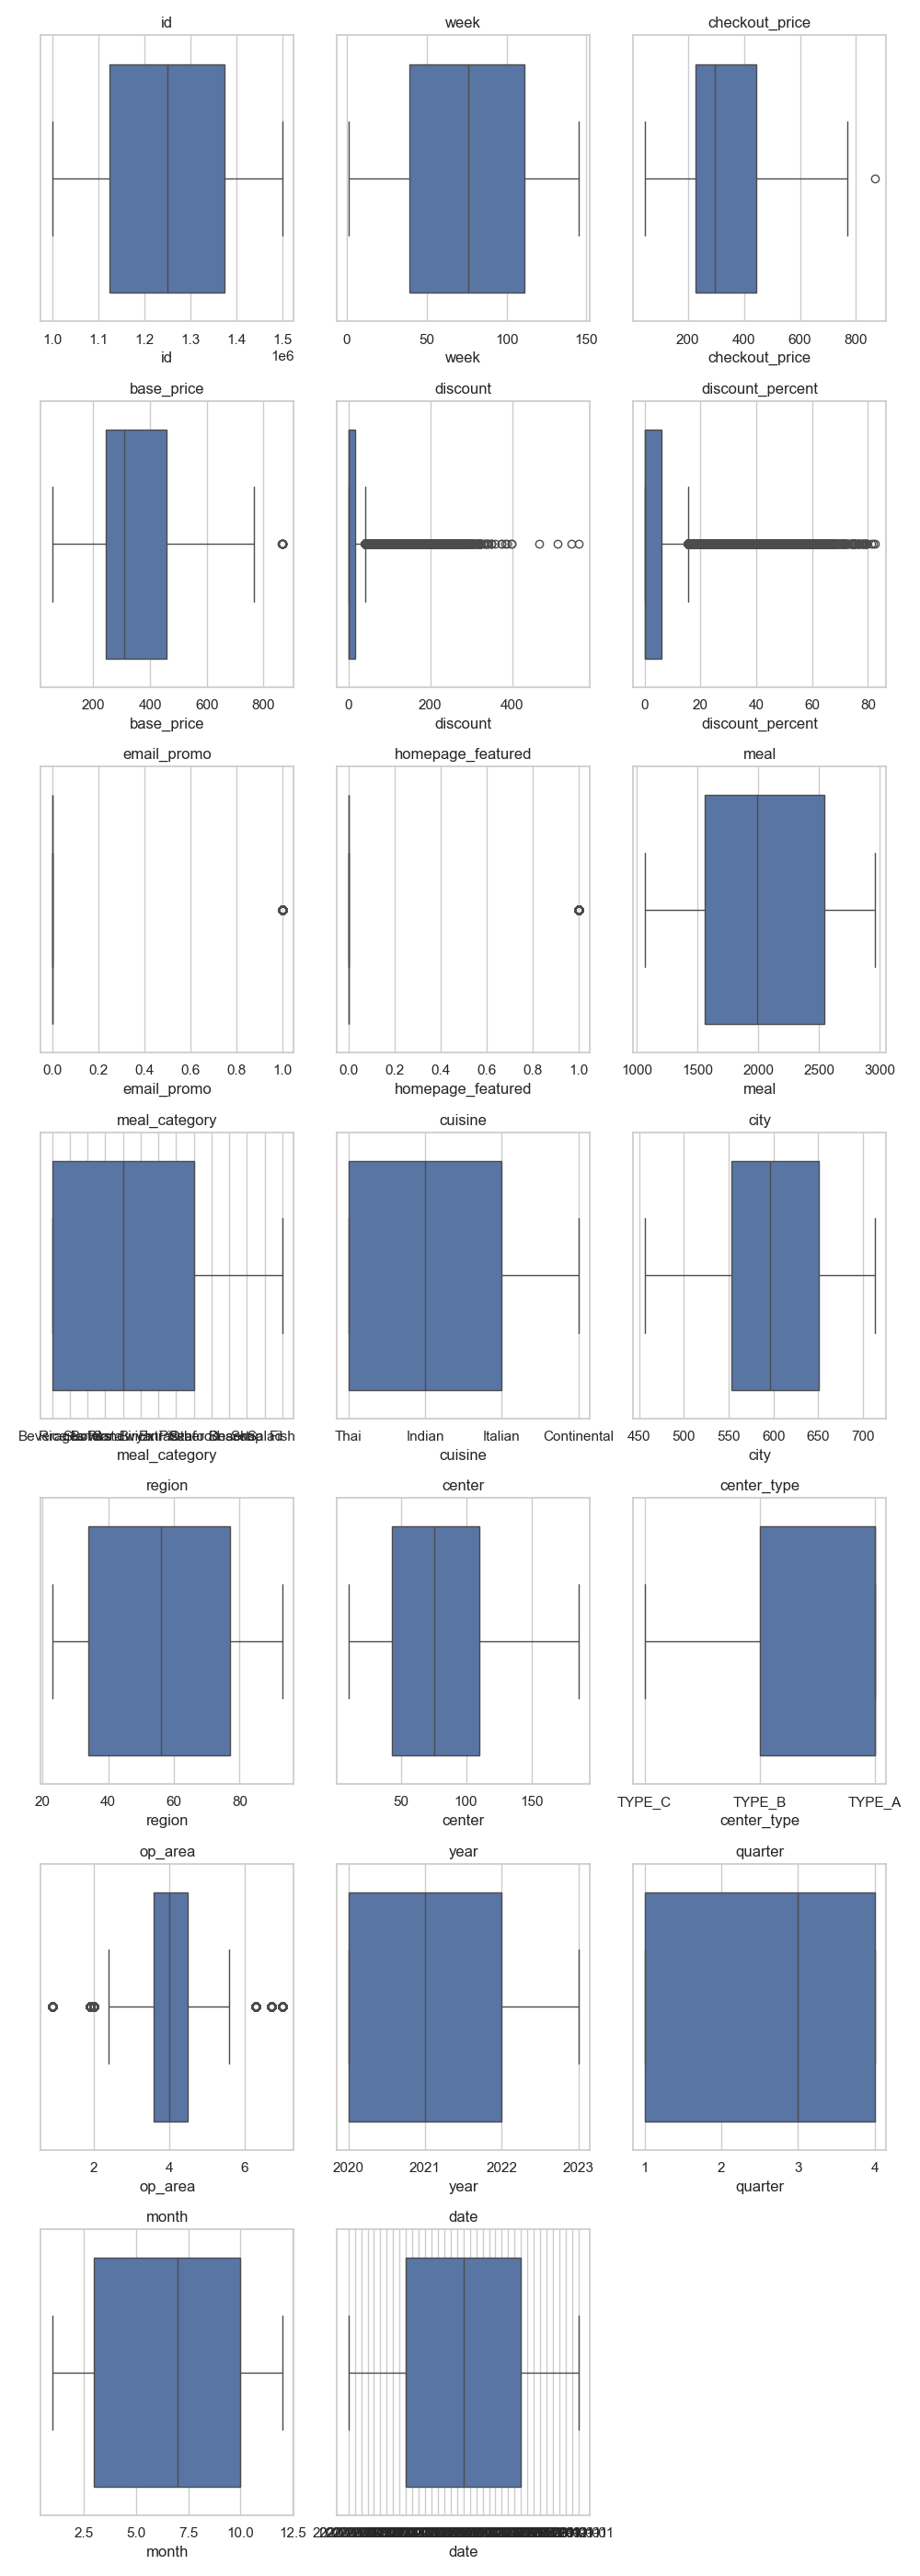 id week checkout_price
1.0 1.1 1.2 1.3 1.4 1.5 0 50 100 150 200 400 600 800
1e6
id week checkout_price
base_price discount discount_percent
200 400 600 800 0 200 400 0 20 40 60 80
base_price discount discount_percent
email_promo homepage_featured meal
0.0 0.2 0.4 0.6 0.8 1.0 0.0 0.2 0.4 0.6 0.8 1.0 1000 1500 2000 2500 3000
email_promo homepage_featured meal
meal_category cuisine city
Fish Thai Indian Italian Continental 450 500 550 600 650 700
meal_category cuisine city
region center center_type
20 40 60 80 50 100 150 TYPE_C TYPE_B TYPE_A
region center center_type
op_area year quarter
2 4 6 2020 2021 2022 2023 1 2 3 4
op_area year quarter
month date
2.5 5.0 7.5 10.0 12.5
month date